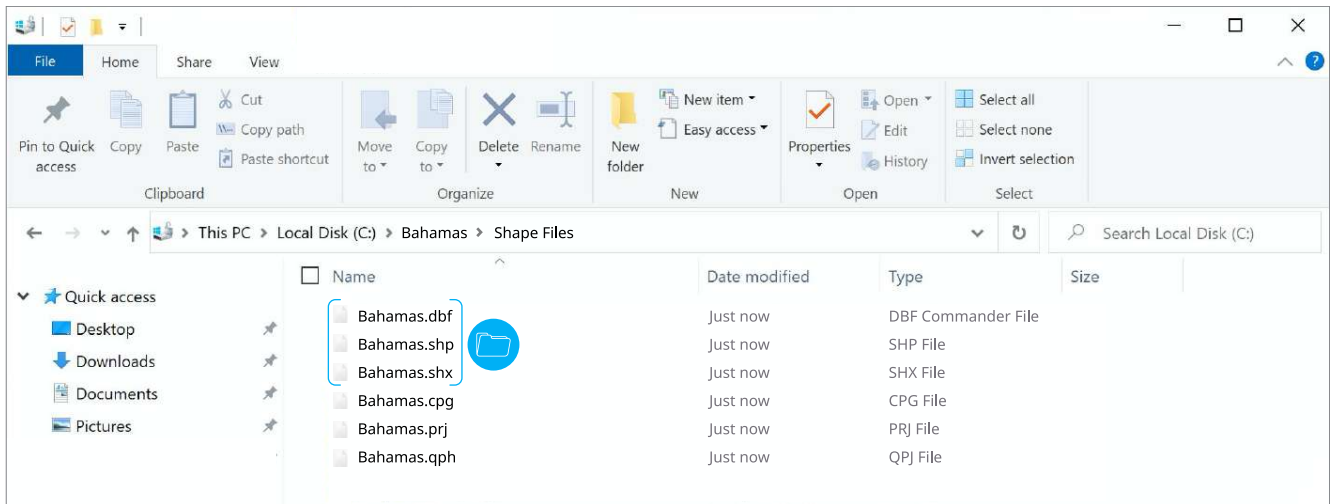 File Home Share View
Pin to Quick access
Copy
Paste
Cut
Copy path
Paste shortcut
Clipboard
Move to
Copy to
Delete
Rename
Organize
New folder
New item
Easy access
New
Properties
Open
Edit
History
Open
Select all
Select none
Invert selection
Select
This PC > Local Disk (C:) > Bahamas > Shape Files
Search Local Disk (C:)
Quick access
Desktop
Downloads
Documents
Pictures
Name Date modified Type Size
Bahamas.dbf Just now DBF Commander File
Bahamas.shp Just now SHP File
Bahamas.shx Just now SHX File
Bahamas.cpg Just now CPG File
Bahamas.prj Just now PRJ File
Bahamas.qph Just now QPJ File